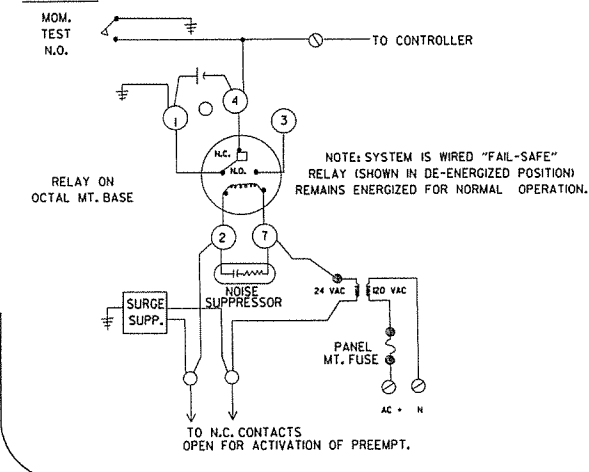 MOM.
TEST
N.O.
TO CONTROLLER
1
4
3
N.C.
N.O.
RELAY ON
OCTAL MT. BASE
NOTE: SYSTEM IS WIRED "FAIL-SAFE"
RELAY (SHOWN IN DE-ENERGIZED POSITION)
REMAINS ENERGIZED FOR NORMAL OPERATION.
2
7
24 VAC
120 VAC
NOISE
SUPPRESSOR
SURGE
SUPP.
PANEL
MT. FUSE
AC +
N
TO N.C. CONTACTS
OPEN FOR ACTIVATION OF PREEMPT.